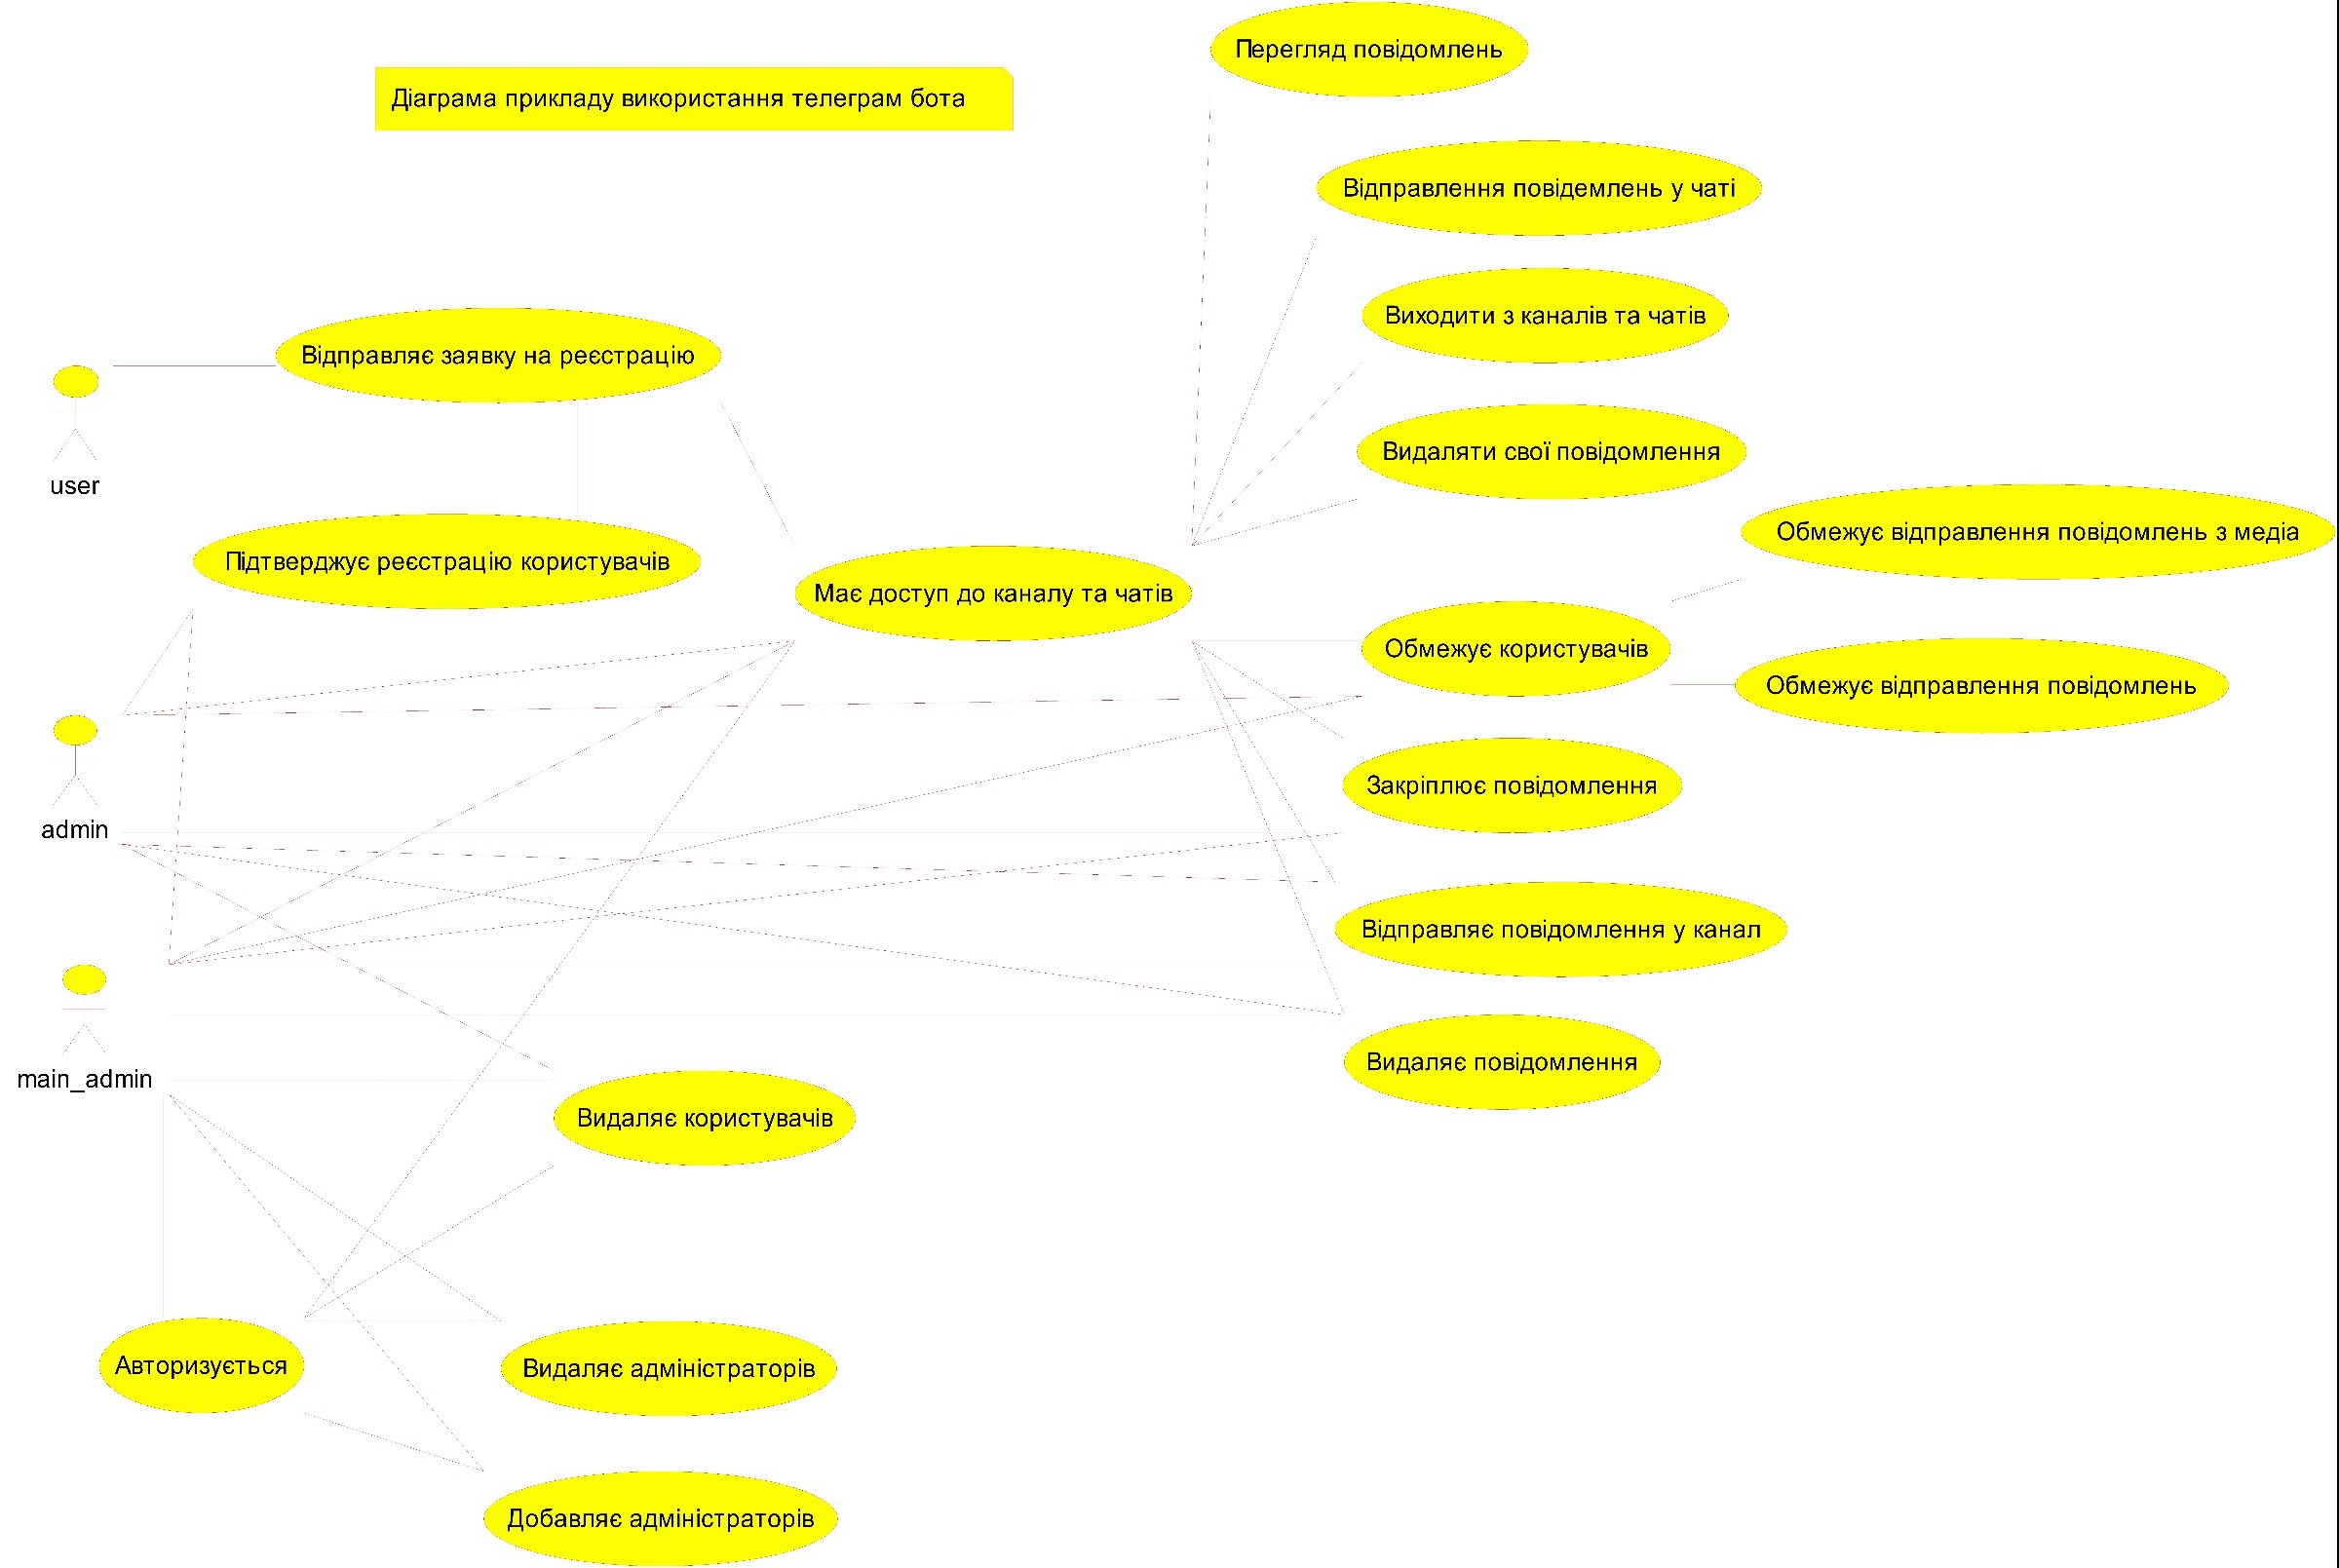 Перегляд повідомлень
Діаграма прикладу використання телеграм бота
Відправлення повідемлень у чаті
Виходити з каналів та чатів
Відправляє заявку на реєстрацію
Видаляти свої повідомлення
user
Обмежує відправлення повідомлень з медіа
Підтверджує реєстрацію користувачів
Має доступ до каналу та чатів
Обмежує користувачів
Обмежує відправлення повідомлень
Закріплює повідомлення
admin
Відправляє повідомлення у канал
Видаляє повідомлення
main_admin
Видаляє користувачів
Авторизується
Видаляє адміністраторів
Добавляє адміністраторів